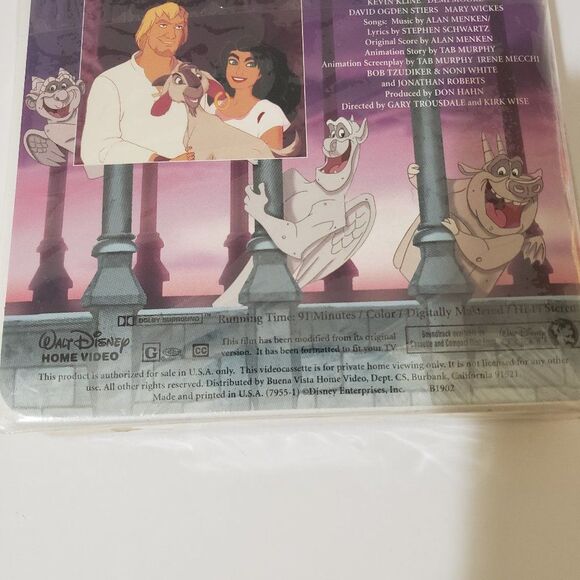 KEVIN KLINE DEMI MOORE
DAVID OGDEN STIERS MARY WICKES
Songs: Music by ALAN MENKEN/
Lyrics by STEPHEN SCHWARTZ
Original Score by ALAN MENKEN
Animation Story by TAB MURPHY
Animation Screenplay by TAB MURPHY IRENE MECCHI
BOB TZUDIKER & NONI WHITE
and JONATHAN ROBERTS
Produced by DON HAHN
Directed by GARY TROUSDALE and KIRK WISE
DOLBY SURROUND Running Time: 91 Minutes / Color / Digitally Mastered / Hi-Fi Stereo
WALT DISNEY
HOME VIDEO
G CC
This film has been modified from its original
version. It has been formatted to fit your TV.
Soundtrack available on
Cassette and Compact Disc
WALT DISNEY
This product is authorized for sale in U.S.A. only. This videocassette is for private home viewing only. It is not licensed for any other
use. All other rights reserved. Distributed by Buena Vista Home Video, Dept. CS, Burbank, California 91521.
Made and printed in U.S.A. (7955-1) ©Disney Enterprises, Inc. B1902